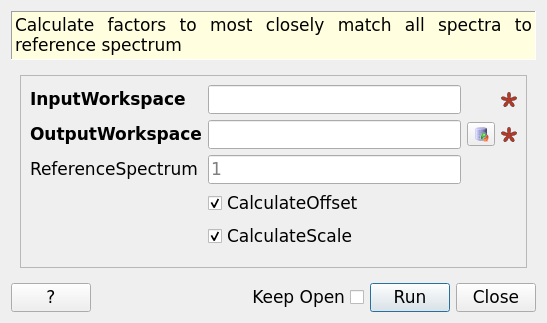 Calculate factors to most closely match all spectra to
reference spectrum
InputWorkspace *
OutputWorkspace *
ReferenceSpectrum 1
CalculateOffset
CalculateScale
? Keep Open Run Close